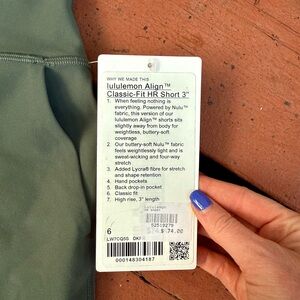 WHY WE MADE THIS
lululemon Align™
Classic-Fit HR Short 3"
1. When feeling nothing is
everything. Powered by Nulu™
fabric, this version of our
lululemon Align™ shorts sits
slightly away from body for
weightless, buttery-soft
coverage
2. Our buttery-soft Nulu™ fabric
feels weightlessly light and is
sweat-wicking and four-way
stretch
3. Added Lycra® fibre for stretch
and shape retention
4. Hand pockets
5. Back drop-in pocket
6. Classic fit
7. High rise, 3" length
6
$ 74.00
000148304187